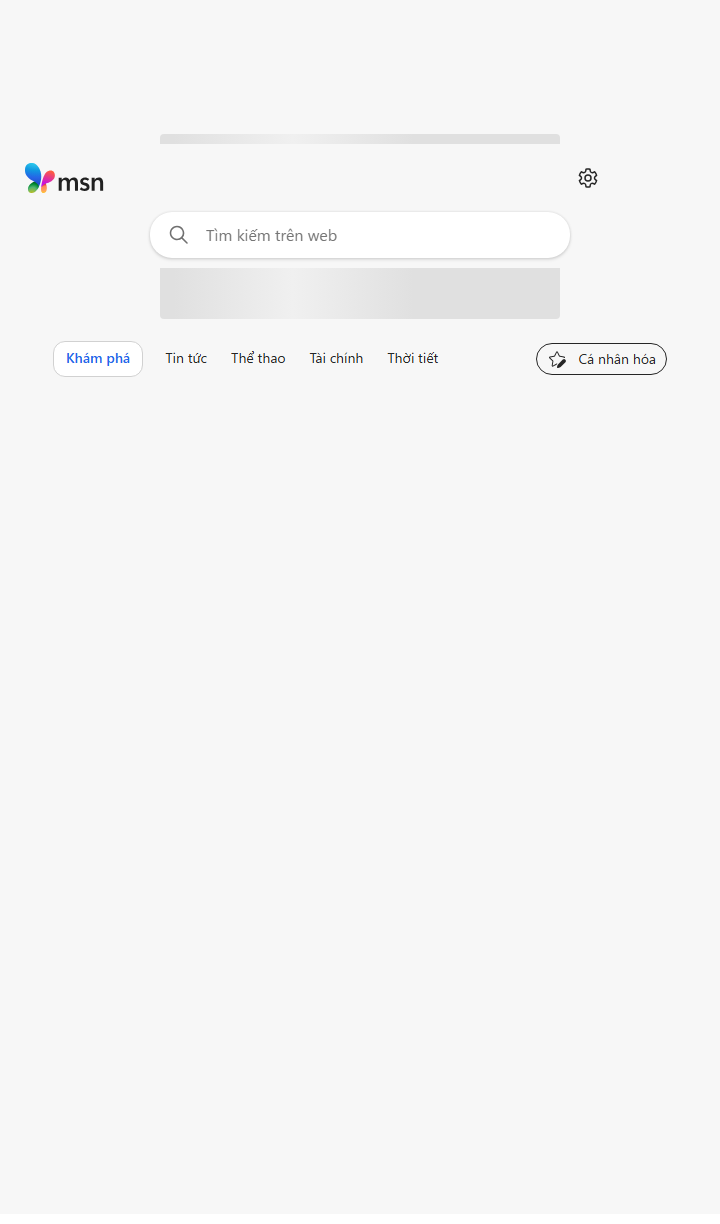 msn
Tìm kiếm trên web
Khám phá
Tin tức
Thể thao
Tài chính
Thời tiết
Cá nhân hóa